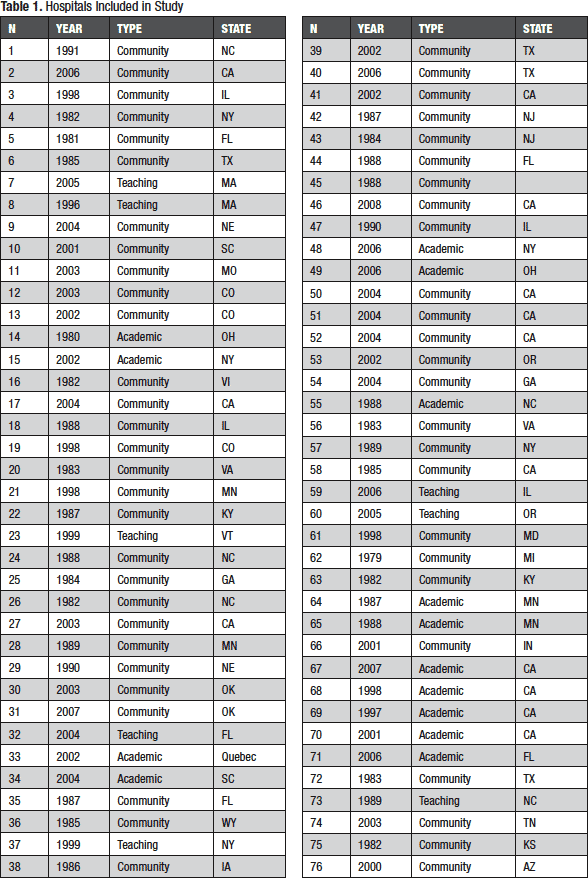 Table 1. Hospitals Included in Study
N YEAR TYPE STATE
1 1991 Community NC
2 2006 Community CA
3 1998 Community IL
4 1982 Community NY
5 1981 Community FL
6 1985 Community TX
7 2005 Teaching MA
8 1996 Teaching MA
9 2004 Community NE
10 2001 Community SC
11 2003 Community MO
12 2003 Community CO
13 2002 Community CO
14 1980 Academic OH
15 2002 Academic NY
16 1982 Community VI
17 2004 Community CA
18 1988 Community IL
19 1998 Community CO
20 1983 Community VA
21 1998 Community MN
22 1987 Community KY
23 1999 Teaching VT
24 1988 Community NC
25 1984 Community GA
26 1982 Community NC
27 2003 Community CA
28 1989 Community MN
29 1990 Community NE
30 2003 Community OK
31 2007 Community OK
32 2004 Teaching FL
33 2002 Academic Quebec
34 2004 Academic SC
35 1987 Community FL
36 1985 Community WY
37 1999 Teaching NY
38 1986 Community IA
N YEAR TYPE STATE
39 2002 Community TX
40 2006 Community TX
41 2002 Community CA
42 1987 Community NJ
43 1984 Community NJ
44 1988 Community FL
45 1988 Community
46 2008 Community CA
47 1990 Community IL
48 2006 Academic NY
49 2006 Academic OH
50 2004 Community CA
51 2004 Community CA
52 2004 Community CA
53 2002 Community OR
54 2004 Community GA
55 1988 Academic NC
56 1983 Community VA
57 1989 Community NY
58 1985 Community CA
59 2006 Teaching IL
60 2005 Teaching OR
61 1998 Community MD
62 1979 Community MI
63 1982 Community KY
64 1987 Academic MN
65 1988 Academic MN
66 2001 Community IN
67 2007 Academic CA
68 1998 Academic CA
69 1997 Academic CA
70 2001 Academic CA
71 2006 Academic FL
72 1983 Community TX
73 1989 Teaching NC
74 2003 Community TN
75 1982 Community KS
76 2000 Community AZ